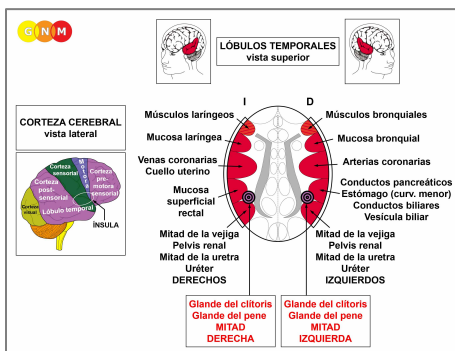 G N M
LÓBULOS TEMPORALES
vista superior
CORTEZA CEREBRAL
vista lateral
Corteza
sensorial
Motora
Corteza
pre-
motora
sensorial
Corteza
post-
sensorial
Corteza
visual
Lóbulo temporal
ÍNSULA
I
D
Músculos laríngeos
Mucosa laríngea
Venas coronarias
Cuello uterino
Mucosa
superficial
rectal
Mitad de la vejiga
Pelvis renal
Mitad de la uretra
Uréter
DERECHOS
Músculos bronquiales
Mucosa bronquial
Arterias coronarias
Conductos pancreáticos
Estómago (curv. menor)
Conductos biliares
Vesícula biliar
Mitad de la vejiga
Pelvis renal
Mitad de la uretra
Uréter
IZQUIERDOS
Glande del clítoris
Glande del pene
MITAD
DERECHA
Glande del clítoris
Glande del pene
MITAD
IZQUIERDA